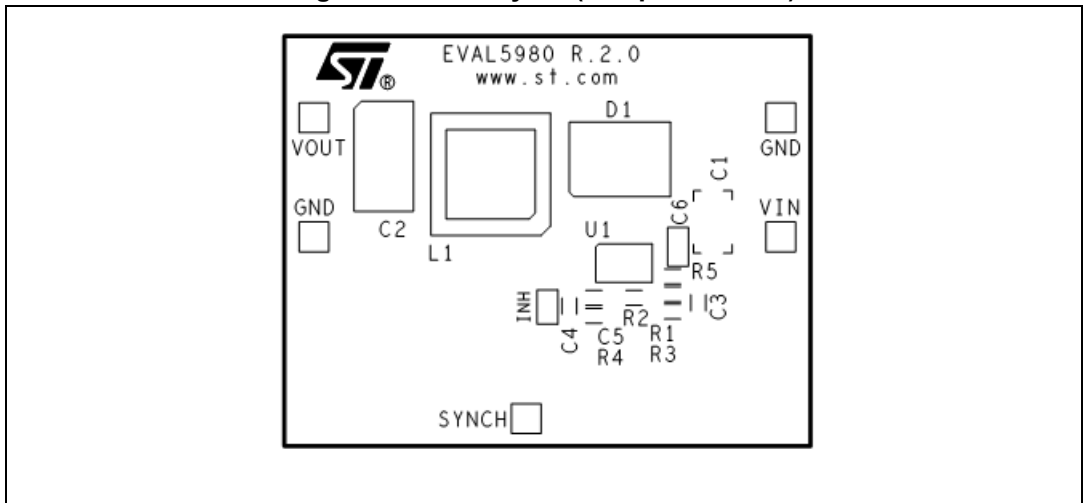 ST®
EVAL5980 R.2.0
www.st.com
D1
VOUT
GND
C1
GND
C2
L1
U1
C6
VIN
R5
INH
C4
R2
C3
C5
R1
R4
R3
SYNCH